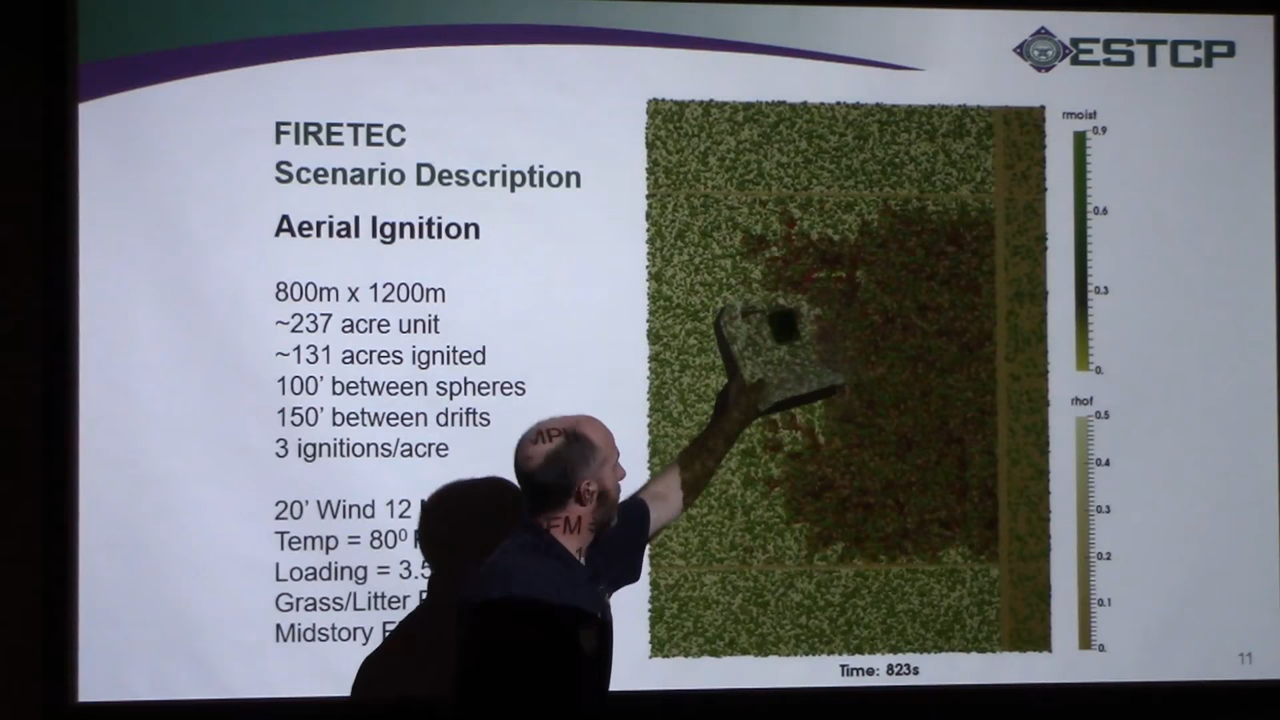 ESTCP
FIRETEC
Scenario Description
Aerial Ignition
800m x 1200m
~237 acre unit
~131 acres ignited
100’ between spheres
150’ between drifts
3 ignitions/acre
20’ Wind 12 MPH
Temp = 80⁰
Loading = 3.5
Grass/Litter FM =
Midstory
rmoist
0.9
0.6
0.3
0.
rhof
0.5
0.4
0.3
0.2
0.1
0.
Time: 823s
11